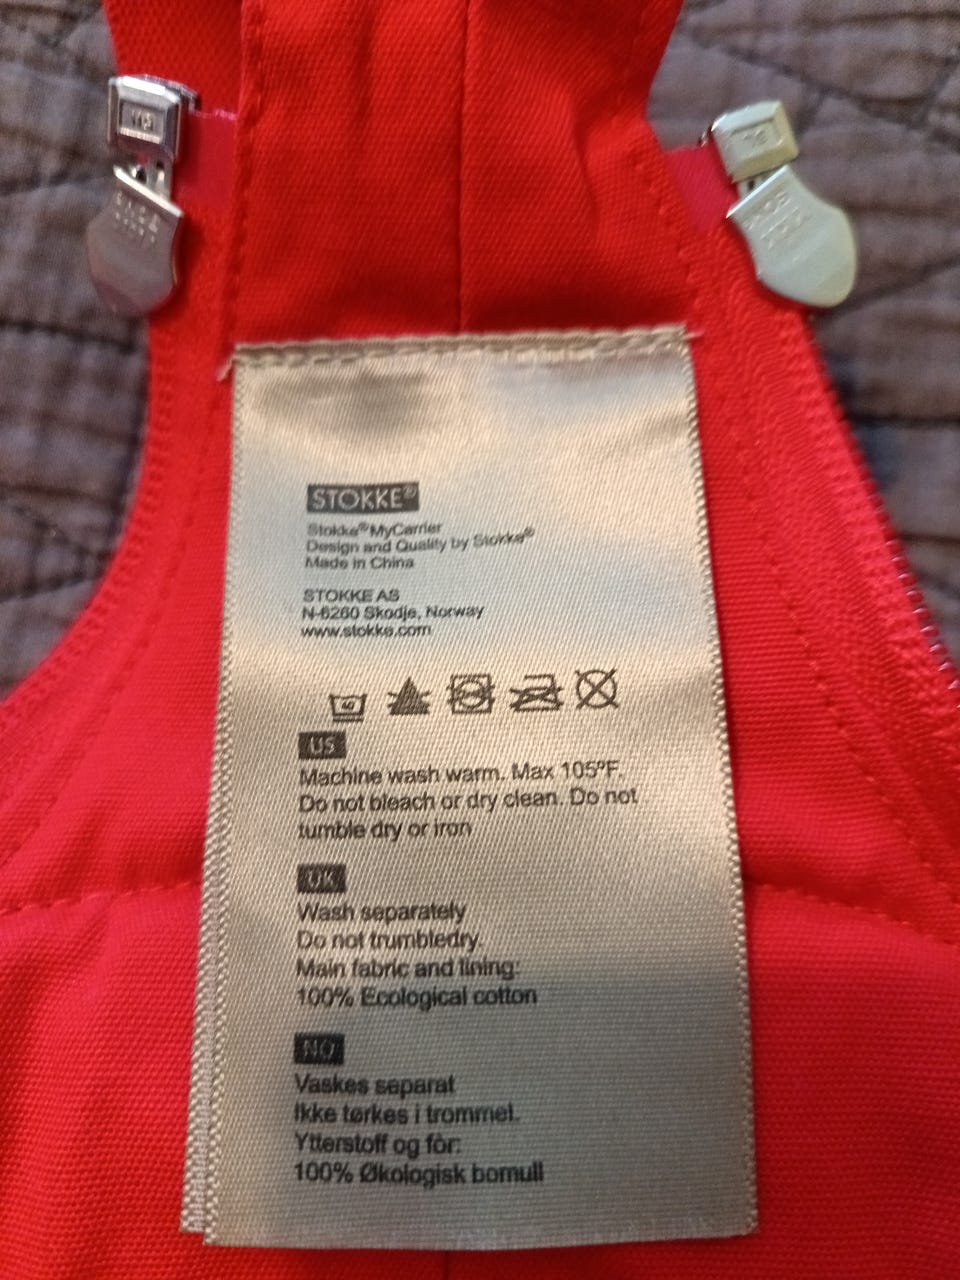 STOKKE®
Stokke® MyCarrier
Design and Quality by Stokke®
Made in China
STOKKE AS
N-6260 Skodje, Norway
www.stokke.com
40
US
Machine wash warm. Max 105ºF.
Do not bleach or dry clean. Do not
tumble dry or iron
UK
Wash separately
Do not trumbledry.
Main fabric and lining:
100% Ecological cotton
NO
Vaskes separat
Ikke tørkes i trommel.
Ytterstoff og fôr:
100% Økologisk bomull